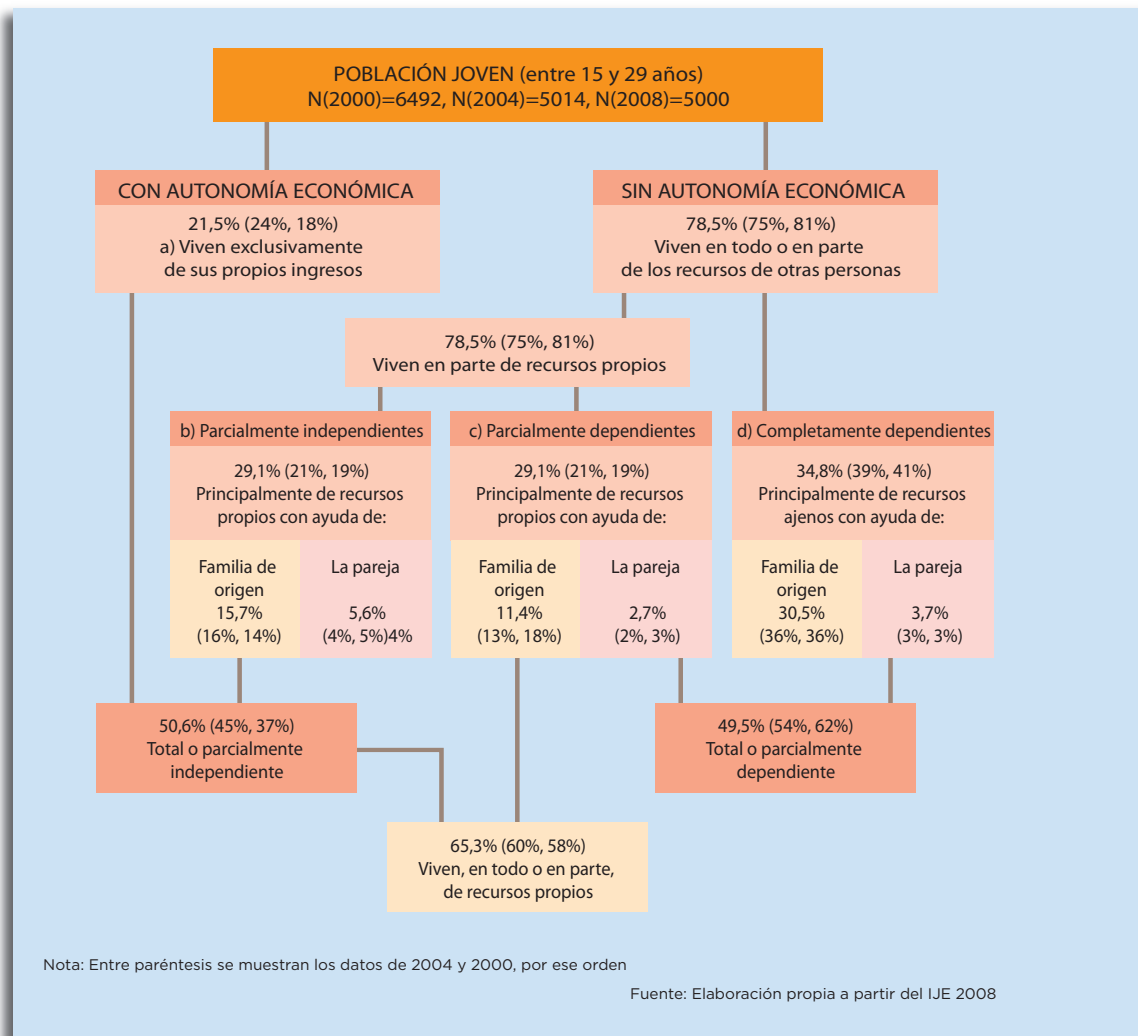 POBLACIÓN JOVEN (entre 15 y 29 años)
N(2000)=6492, N(2004)=5014, N(2008)=5000
CON AUTONOMÍA ECONÓMICA
21,5% (24%, 18%)
a) Viven exclusivamente
de sus propios ingresos
SIN AUTONOMÍA ECONÓMICA
78,5% (75%, 81%)
Viven en todo o en parte
de los recursos de otras personas
78,5% (75%, 81%)
Viven en parte de recursos propios
b) Parcialmente independientes
29,1% (21%, 19%)
Principalmente de recursos
propios con ayuda de:
Familia de
origen
15,7%
(16%, 14%)
La pareja
5,6%
(4%, 5%)4%
c) Parcialmente dependientes
29,1% (21%, 19%)
Principalmente de recursos
propios con ayuda de:
Familia de
origen
11,4%
(13%, 18%)
La pareja
2,7%
(2%, 3%)
d) Completamente dependientes
34,8% (39%, 41%)
Principalmente de recursos
ajenos con ayuda de:
Familia de
origen
30,5%
(36%, 36%)
La pareja
3,7%
(3%, 3%)
50,6% (45%, 37%)
Total o parcialmente
independiente
49,5% (54%, 62%)
Total o parcialmente
dependiente
65,3% (60%, 58%)
Viven, en todo o en parte,
de recursos propios
Nota: Entre paréntesis se muestran los datos de 2004 y 2000, por ese orden
Fuente: Elaboración propia a partir del IJE 2008